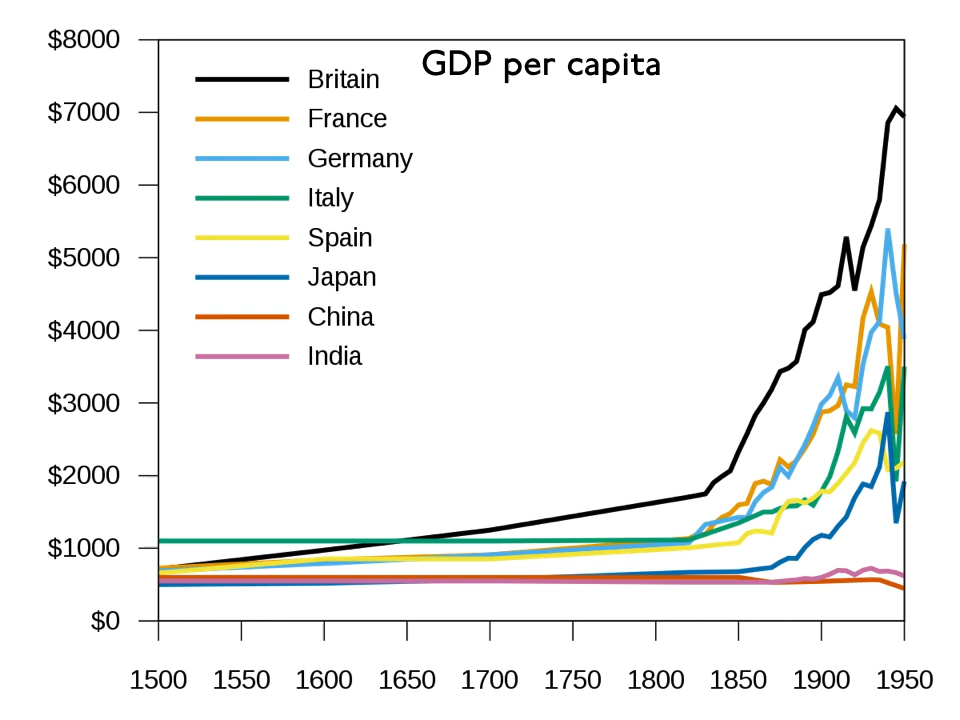 GDP per capita
$8000
$7000
$6000
$5000
$4000
$3000
$2000
$1000
$0
Britain
France
Germany
Italy
Spain
Japan
China
India
1500 1550 1600 1650 1700 1750 1800 1850 1900 1950